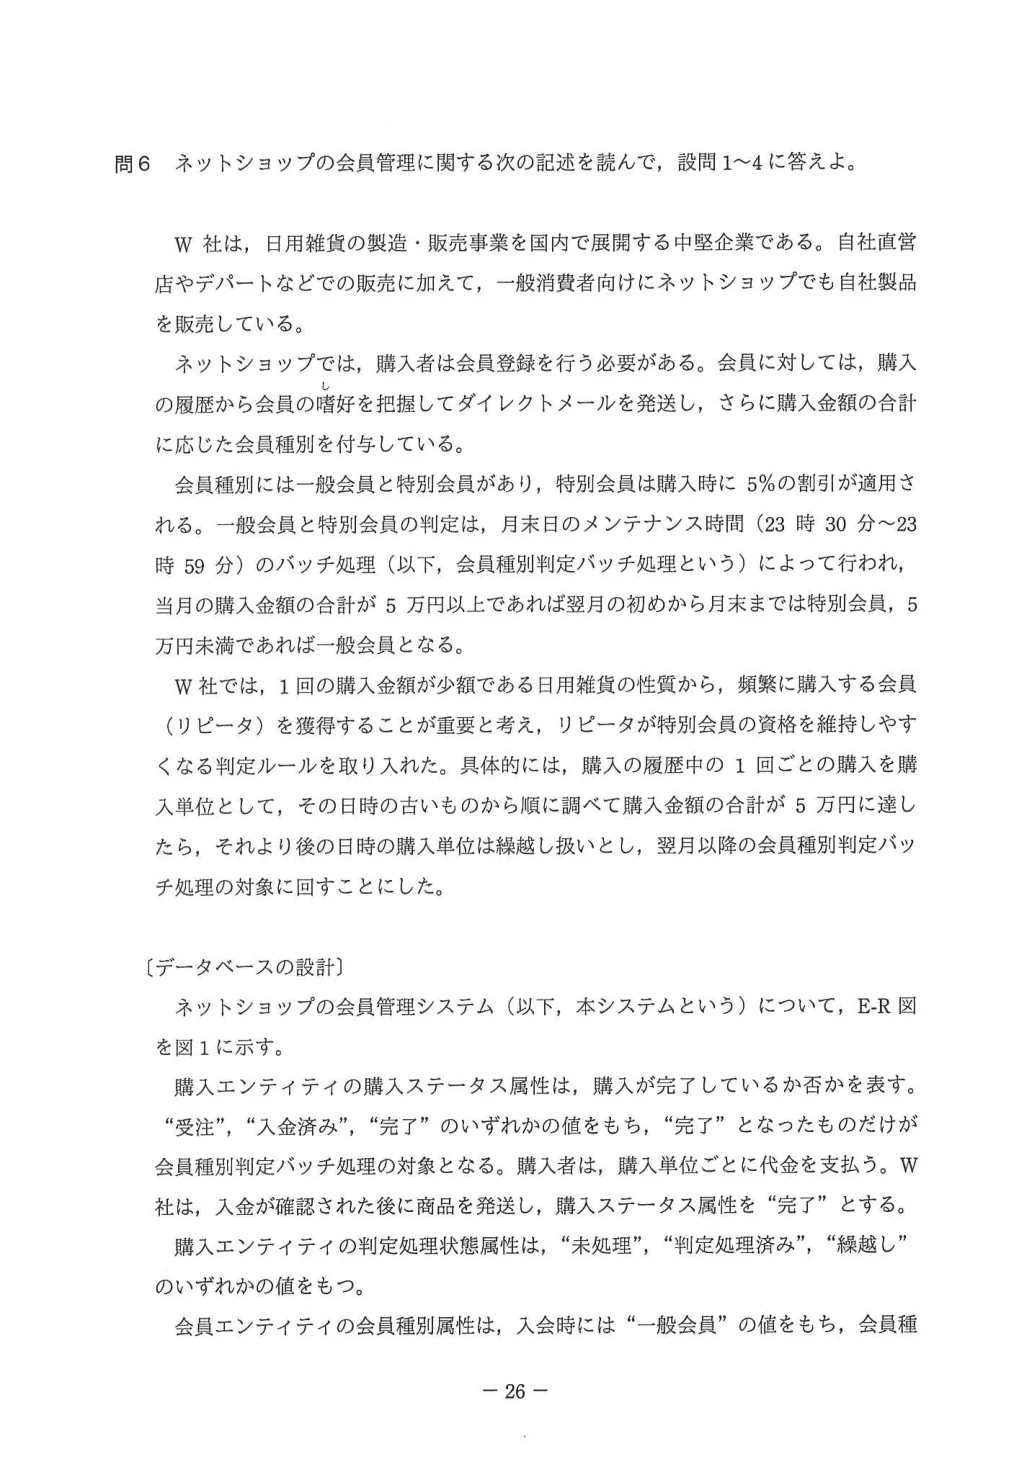 問6 ネットショップの会員管理に関する次の記述を読んで，設問1～4に答えよ。
W 社は，日用雑貨の製造・販売事業を国内で展開する中堅企業である。自社直営
店やデパートなどでの販売に加えて，一般消費者向けにネットショップでも自社製品
を販売している。
ネットショップでは，購入者は会員登録を行う必要がある。会員に対しては，購入
し
の履歴から会員の嗜好を把握してダイレクトメールを発送し，さらに購入金額の合計
に応じた会員種別を付与している。
会員種別には一般会員と特別会員があり，特別会員は購入時に 5%の割引が適用さ
れる。一般会員と特別会員の判定は，月末日のメンテナンス時間（23 時 30 分～23
時 59 分）のバッチ処理（以下，会員種別判定バッチ処理という）によって行われ，
当月の購入金額の合計が 5 万円以上であれば翌月の初めから月末までは特別会員，5
万円未満であれば一般会員となる。
W 社では，1 回の購入金額が少額である日用雑貨の性質から，頻繁に購入する会員
（リピータ）を獲得することが重要と考え，リピータが特別会員の資格を維持しやす
くなる判定ルールを取り入れた。具体的には，購入の履歴中の 1 回ごとの購入を購
入単位として，その日時の古いものから順に調べて購入金額の合計が 5 万円に達し
たら，それより後の日時の購入単位は繰越し扱いとし，翌月以降の会員種別判定バッ
チ処理の対象に回すことにした。
〔データベースの設計〕
ネットショップの会員管理システム（以下，本システムという）について，E-R 図
を図 1 に示す。
購入エンティティの購入ステータス属性は，購入が完了しているか否かを表す。
“受注”，“入金済み”，“完了” のいずれかの値をもち，“完了” となったものだけが
会員種別判定バッチ処理の対象となる。購入者は，購入単位ごとに代金を支払う。W
社は，入金が確認された後に商品を発送し，購入ステータス属性を “完了” とする。
購入エンティティの判定処理状態属性は，“未処理”，“判定処理済み”，“繰越し”
のいずれかの値をもつ。
会員エンティティの会員種別属性は，入会時には “一般会員” の値をもち，会員種
－ 26 －